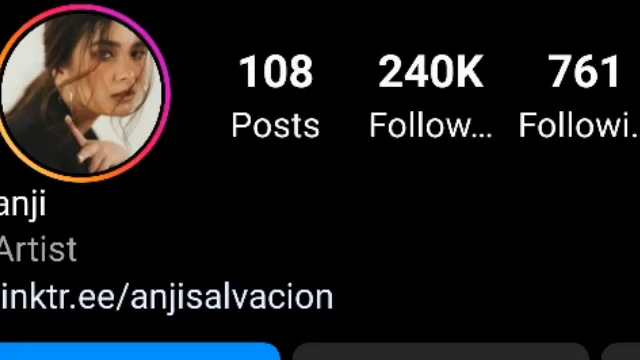 108 240K 761
Posts Follow... Followi.
anji
Artist
inktr.ee/anjisalvacion